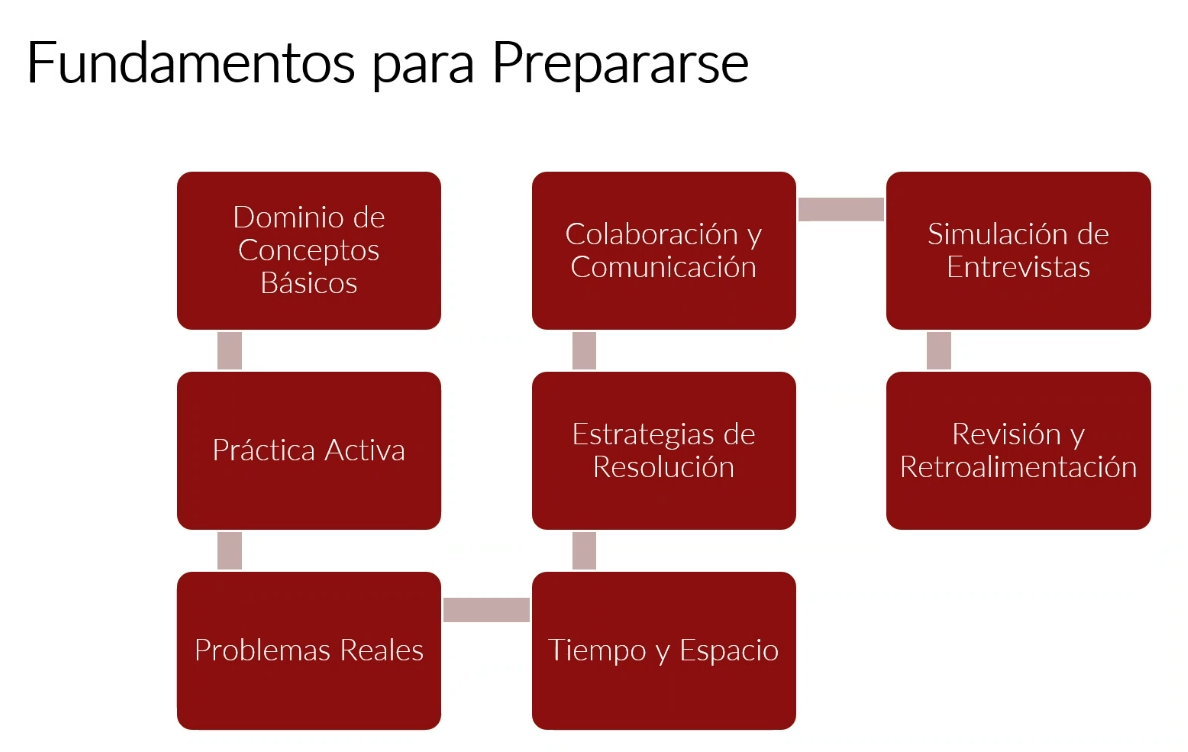 Fundamentos para Prepararse
Dominio de
Conceptos
Básicos
Práctica Activa
Problemas Reales
Tiempo y Espacio
Estrategias de
Resolución
Colaboración y
Comunicación
Simulación de
Entrevistas
Revisión y
Retroalimentación